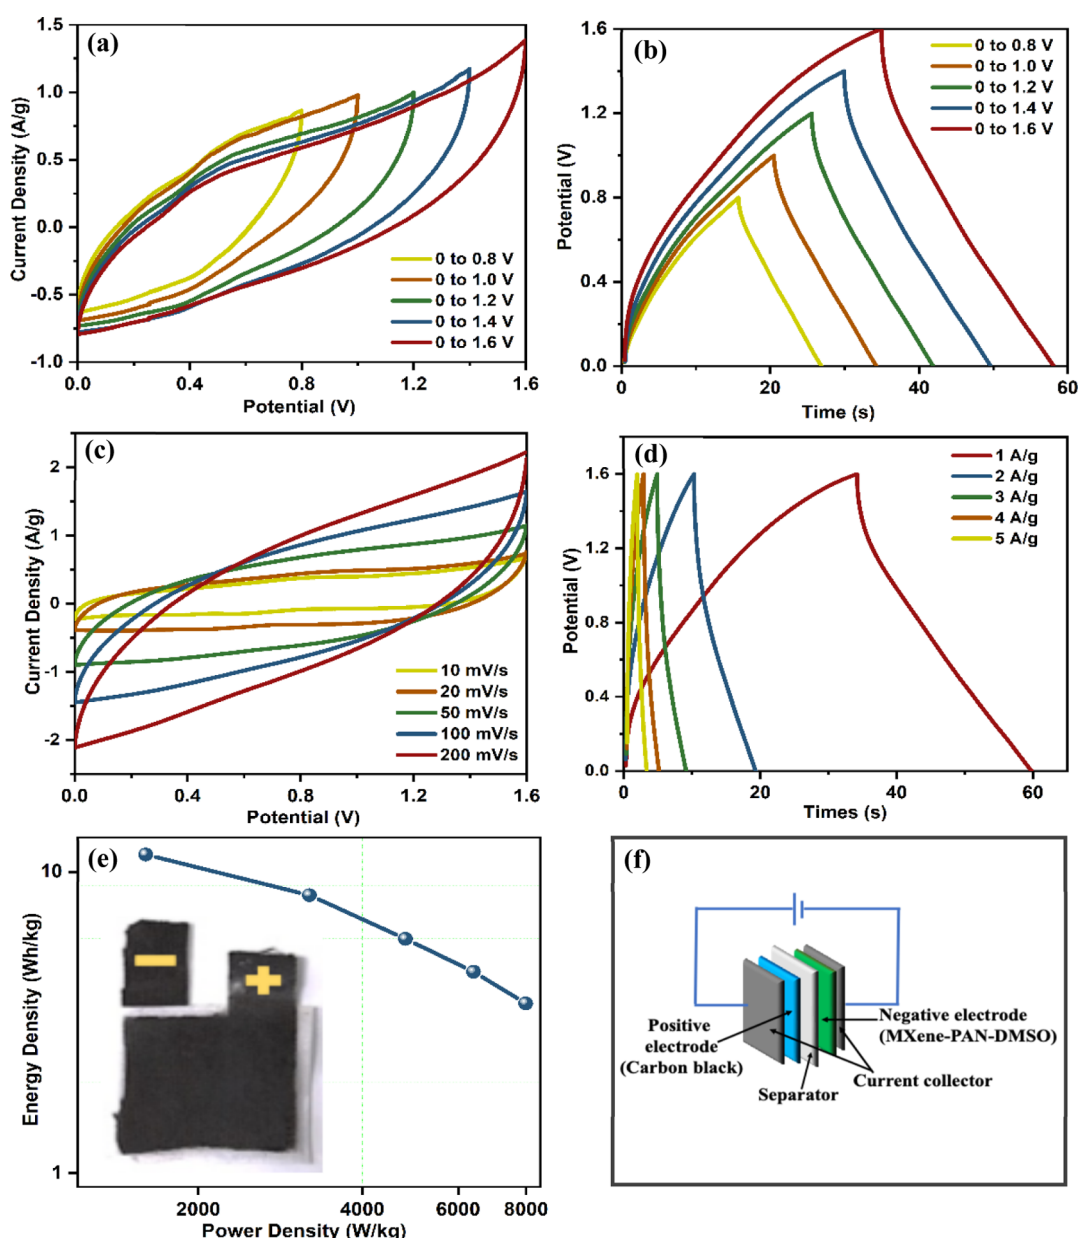 (a)
Current Density (A/g)
1.5
1.0
0.5
0.0
-0.5
-1.0
0 to 0.8 V
0 to 1.0 V
0 to 1.2 V
0 to 1.4 V
0 to 1.6 V
0.0 0.4 0.8 1.2 1.6
Potential (V)
(b)
Potential (V)
1.6
1.2
0.8
0.4
0.0
0 to 0.8 V
0 to 1.0 V
0 to 1.2 V
0 to 1.4 V
0 to 1.6 V
0 20 40 60
Time (s)
(c)
Current Density (A/g)
2
1
0
-1
-2
10 mV/s
20 mV/s
50 mV/s
100 mV/s
200 mV/s
0.0 0.4 0.8 1.2 1.6
Potential (V)
(d)
Potential (V)
1.6
1.2
0.8
0.4
0.0
1 A/g
2 A/g
3 A/g
4 A/g
5 A/g
0 20 40 60
Times (s)
(e)
Energy Density (Wh/kg)
10
1
2000 4000 6000 8000
Power Density (W/kg)
(f)
Positive
electrode
(Carbon black)
Separator
Negative electrode
(MXene-PAN-DMSO)
Current collector